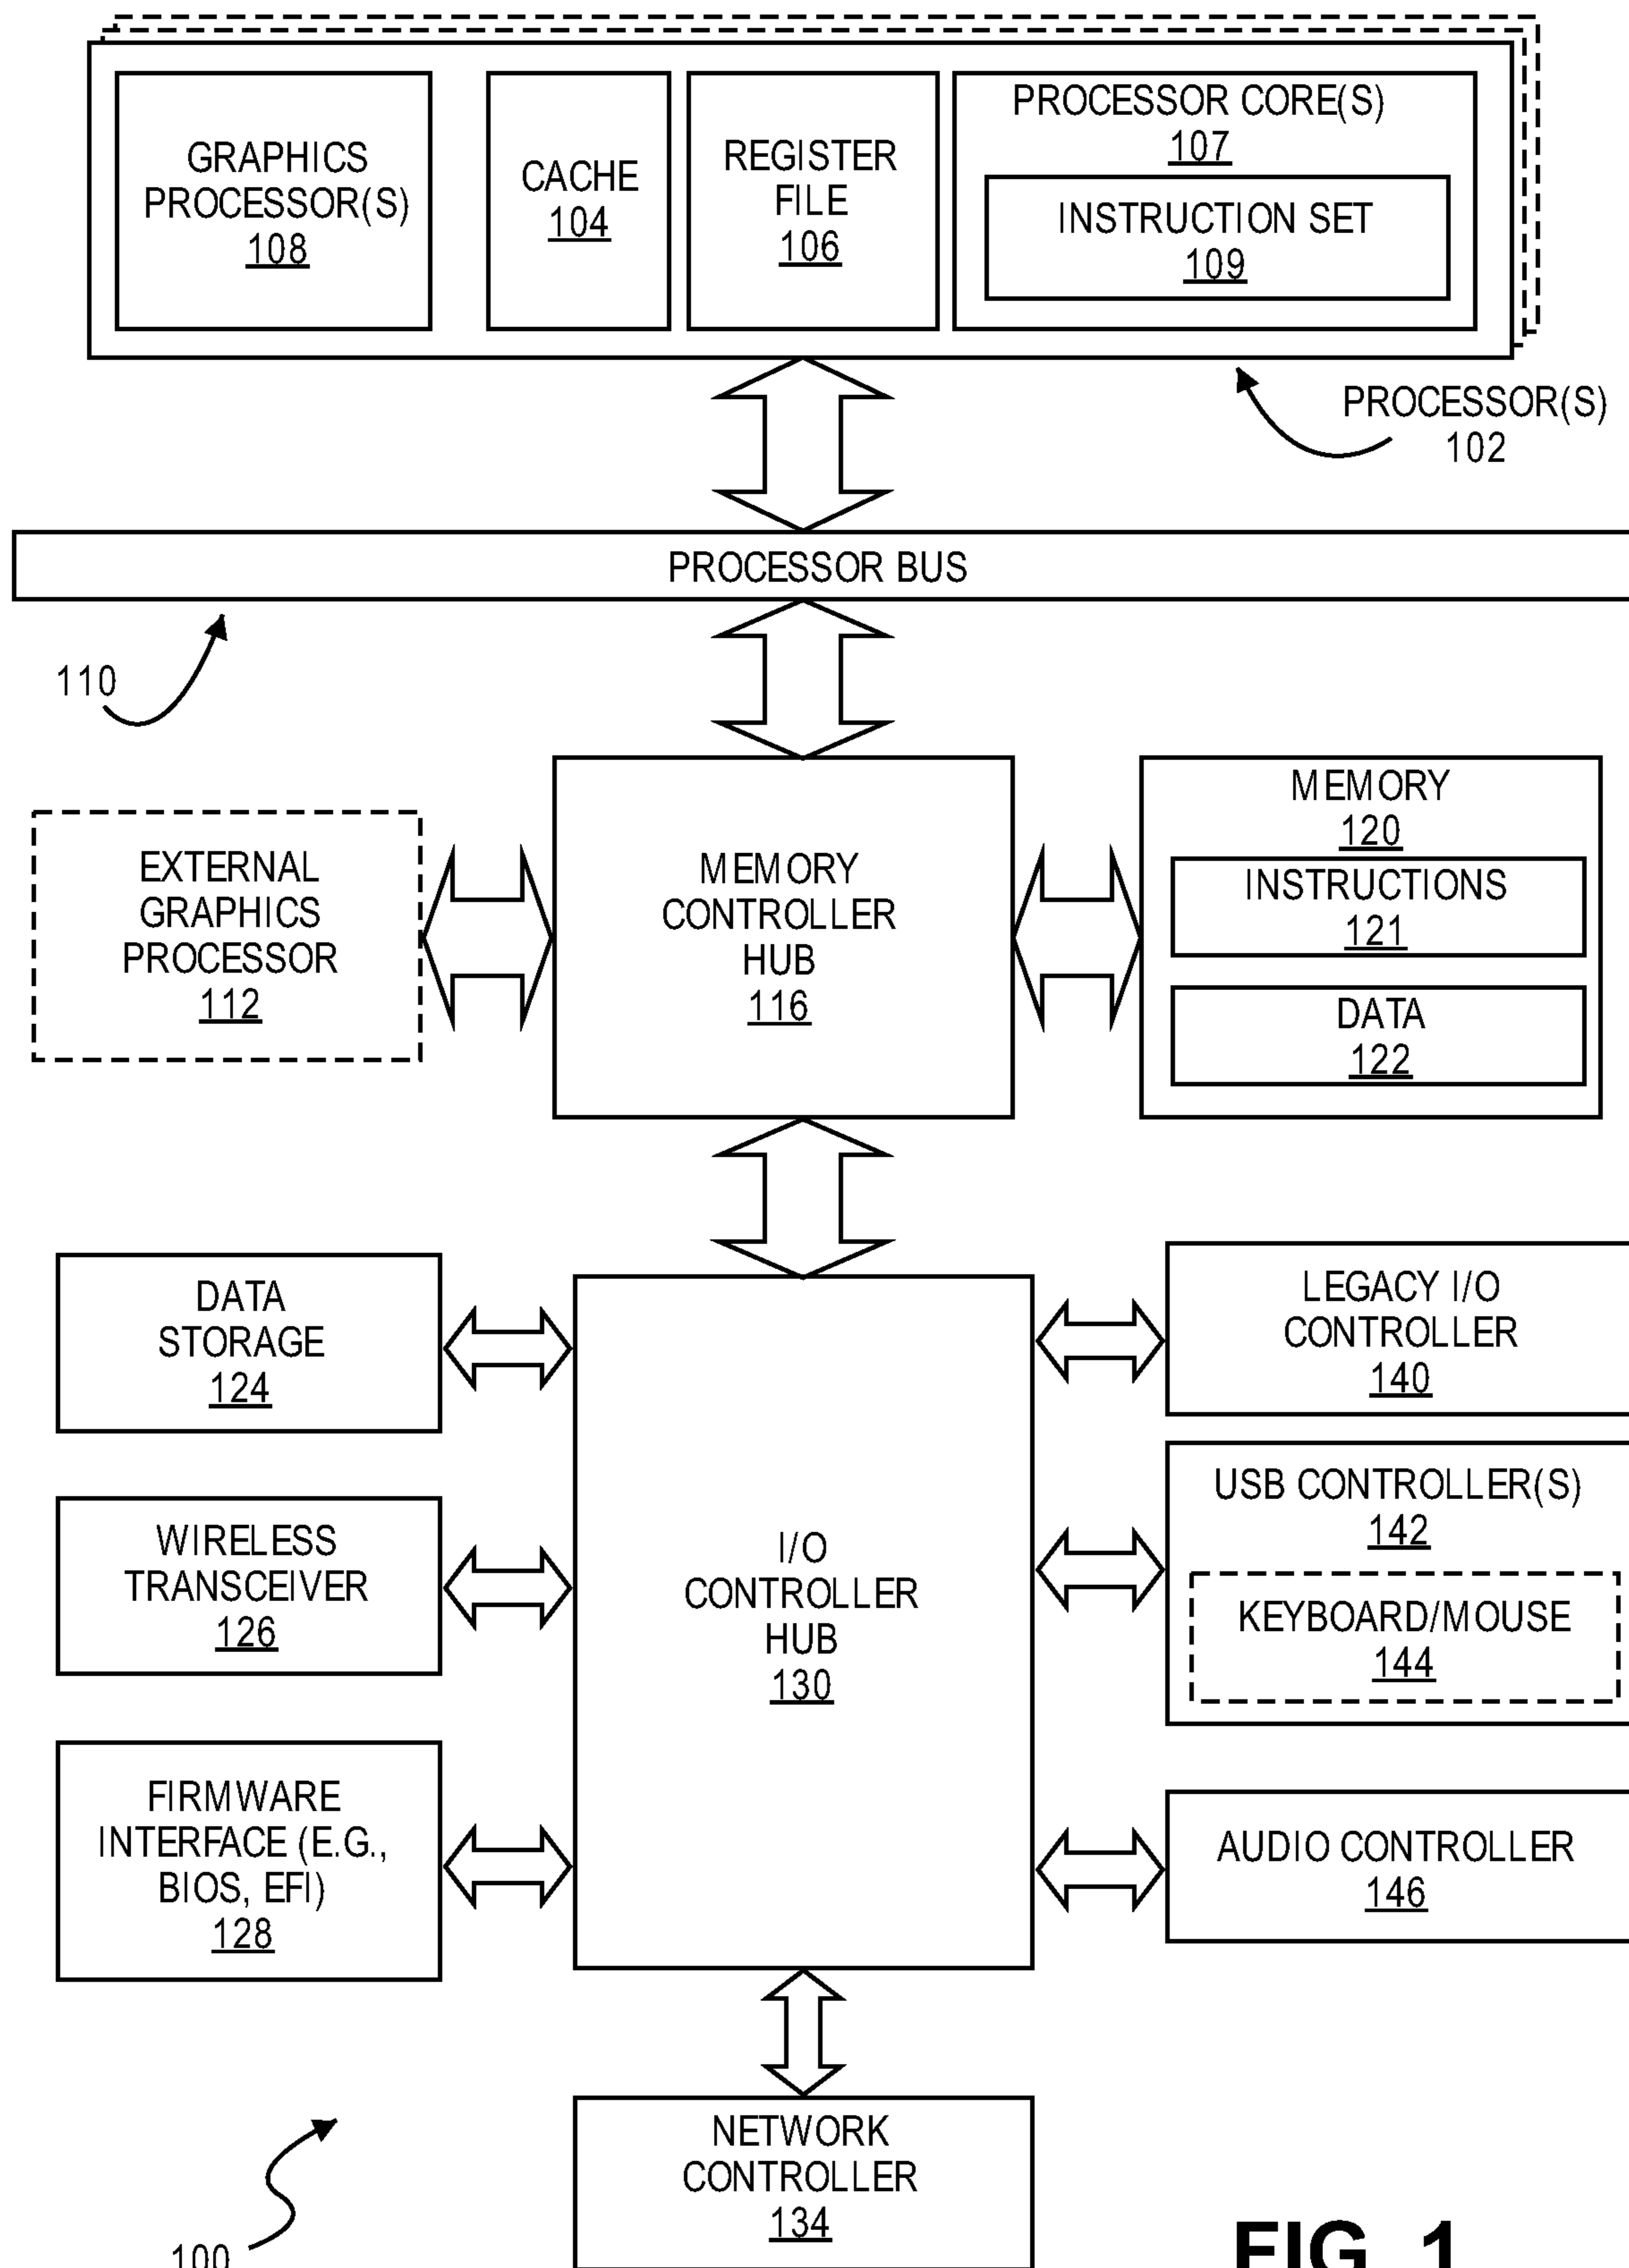 GRAPHICS
PROCESSOR(S)
108
CACHE
104
REGISTER
FILE
106
PROCESSOR CORE(S)
107
INSTRUCTION SET
109
PROCESSOR(S)
102
PROCESSOR BUS
110
EXTERNAL
GRAPHICS
PROCESSOR
112
MEMORY
CONTROLLER
HUB
116
MEMORY
120
INSTRUCTIONS
121
DATA
122
DATA
STORAGE
124
WIRELESS
TRANSCEIVER
126
FIRMWARE
INTERFACE (E.G.,
BIOS, EFI)
128
I/O
CONTROLLER
HUB
130
LEGACY I/O
CONTROLLER
140
USB CONTROLLER(S)
142
KEYBOARD/MOUSE
144
AUDIO CONTROLLER
146
NETWORK
CONTROLLER
134
100
FIG. 1